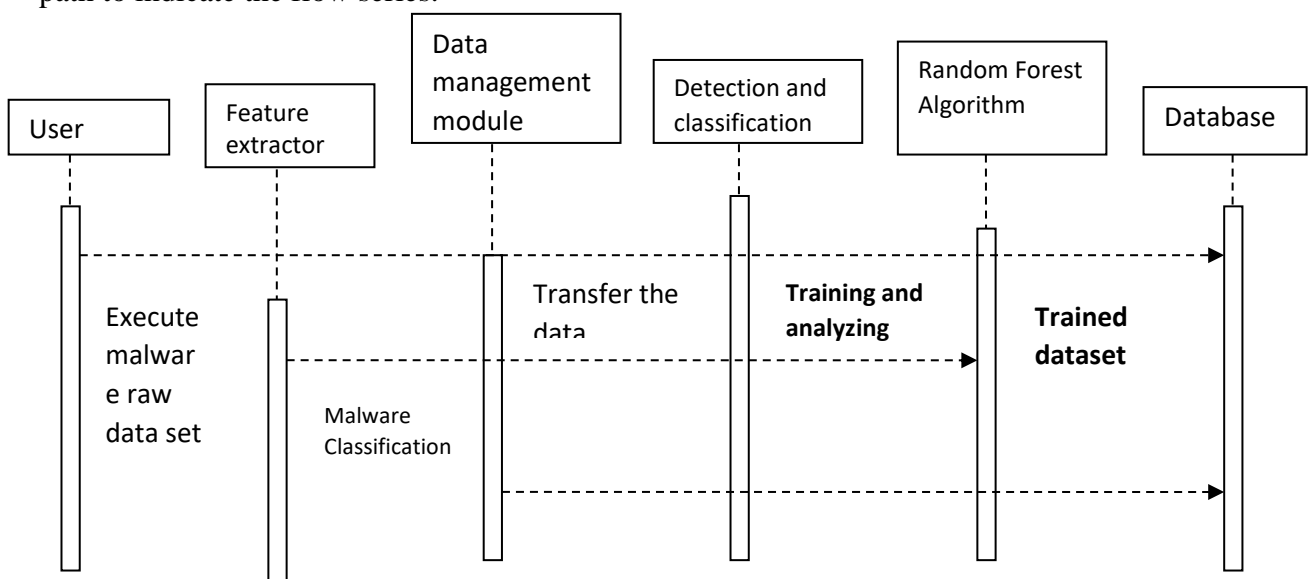 path to indicate the flow series.
User
Feature
extractor
Data
management
module
Detection and
classification
Random Forest
Algorithm
Database
Execute
malwar
e raw
data set
Malware
Classification
Transfer the
data
Training and
analyzing
Trained
dataset